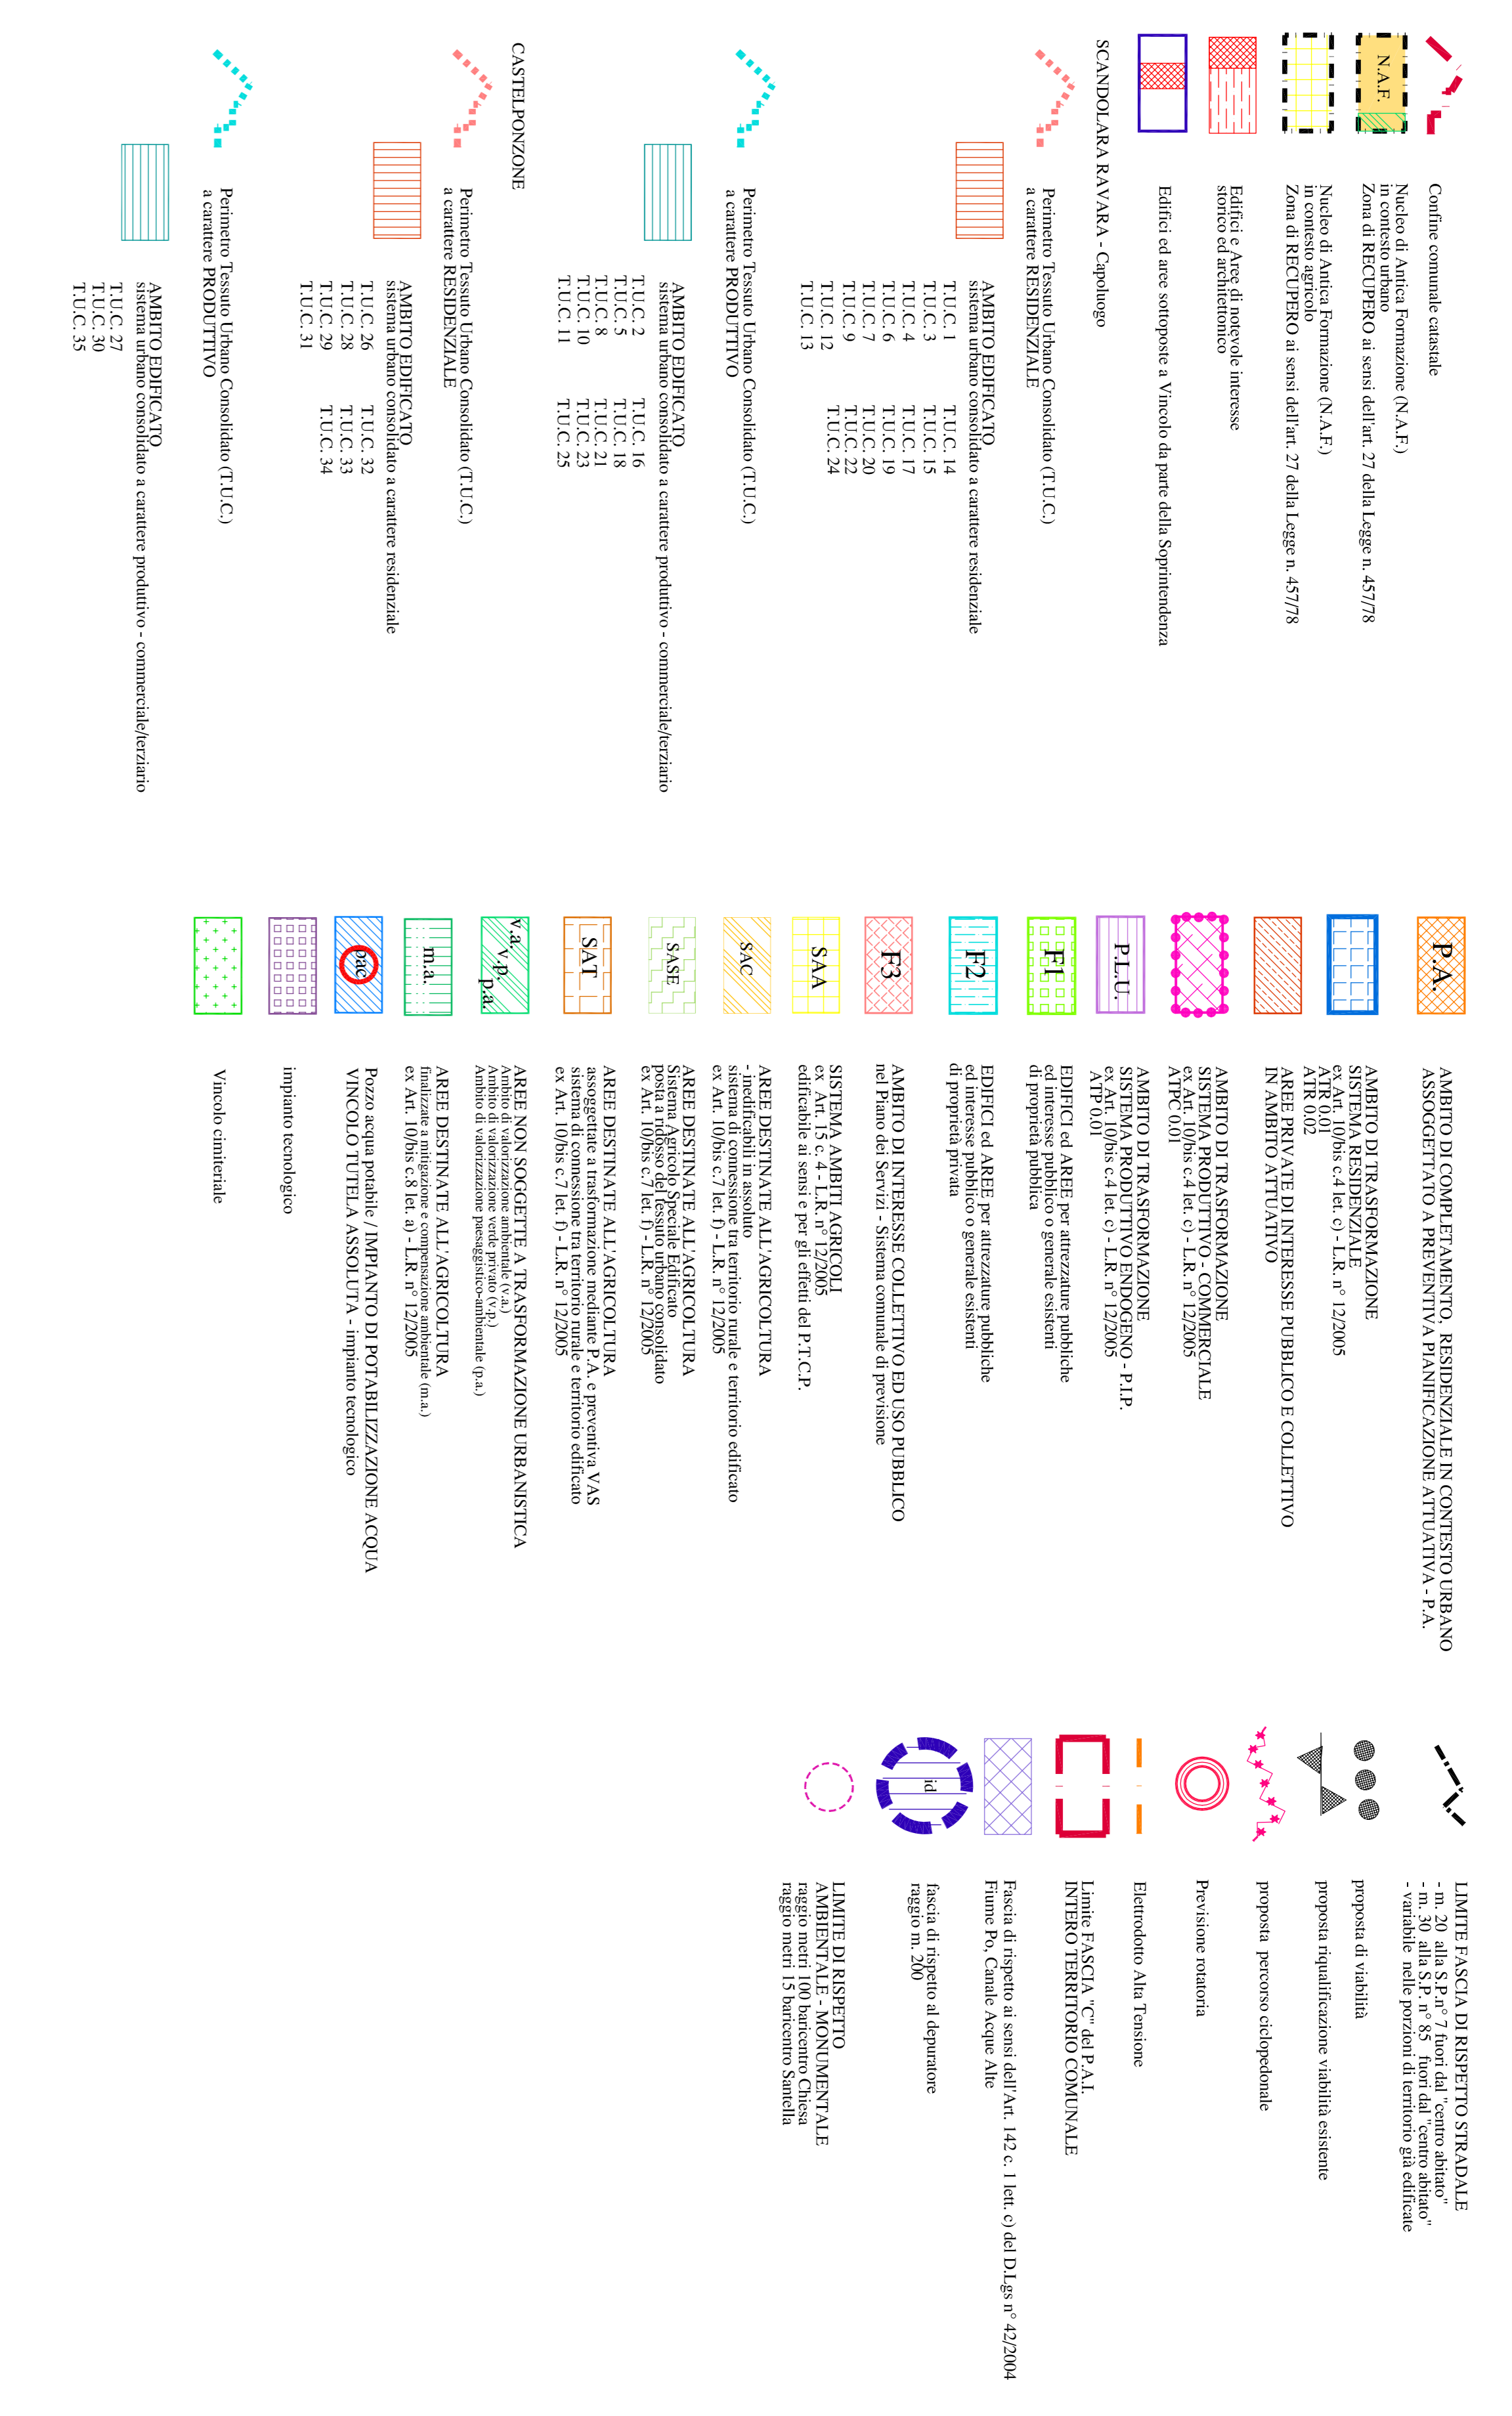 Confine comunale catastale
N.A.F.
Nucleo di Antica Formazione (N.A.F.)
in contesto urbano
Zona di RECUPERO ai sensi dell'art. 27 della Legge n. 457/78
Nucleo di Antica Formazione (N.A.F.)
in contesto agricolo
Zona di RECUPERO ai sensi dell'art. 27 della Legge n. 457/78
Edifici e Aree di notevole interesse
storico ed architettonico
Edifici ed aree sottoposte a Vincolo da parte della Soprintendenza
SCANDOLARA RAVARA - Capoluogo
Perimetro Tessuto Urbano Consolidato (T.U.C.)
a carattere RESIDENZIALE
AMBITO EDIFICATO
sistema urbano consolidato a carattere residenziale
T.U.C. 1 T.U.C. 14
T.U.C. 3 T.U.C. 15
T.U.C. 4 T.U.C. 17
T.U.C. 6 T.U.C. 19
T.U.C. 7 T.U.C. 20
T.U.C. 9 T.U.C. 22
T.U.C. 12 T.U.C. 24
T.U.C. 13
Perimetro Tessuto Urbano Consolidato (T.U.C.)
a carattere PRODUTTIVO
AMBITO EDIFICATO
sistema urbano consolidato a carattere produttivo - commerciale/terziario
T.U.C. 2 T.U.C. 16
T.U.C. 5 T.U.C. 18
T.U.C. 8 T.U.C. 21
T.U.C. 10 T.U.C. 23
T.U.C. 11 T.U.C. 25
CASTELPONZONE
Perimetro Tessuto Urbano Consolidato (T.U.C.)
a carattere RESIDENZIALE
AMBITO EDIFICATO
sistema urbano consolidato a carattere residenziale
T.U.C. 26 T.U.C. 32
T.U.C. 28 T.U.C. 33
T.U.C. 29 T.U.C. 34
T.U.C. 31
Perimetro Tessuto Urbano Consolidato (T.U.C.)
a carattere PRODUTTIVO
AMBITO EDIFICATO
sistema urbano consolidato a carattere produttivo - commerciale/terziario
T.U.C. 27
T.U.C. 30
T.U.C. 35
P.A.
AMBITO DI COMPLETAMENTO, RESIDENZIALE IN CONTESTO URBANO
ASSOGGETTATO A PREVENTIVA PIANIFICAZIONE ATTUATIVA - P.A.
AMBITO DI TRASFORMAZIONE
SISTEMA RESIDENZIALE
ex Art. 10/bis c.4 let. c) - L.R. n° 12/2005
ATR 0.01
ATR 0.02
AREE PRIVATE DI INTERESSE PUBBLICO E COLLETTIVO
IN AMBITO ATTUATIVO
AMBITO DI TRASFORMAZIONE
SISTEMA PRODUTTIVO - COMMERCIALE
ex Art. 10/bis c.4 let. c) - L.R. n° 12/2005
ATPC 0.01
P.L.U.
AMBITO DI TRASFORMAZIONE
SISTEMA PRODUTTIVO ENDOGENO - P.I.P.
ex Art. 10/bis c.4 let. c) - L.R. n° 12/2005
ATP 0.01
F1
EDIFICI ed AREE per attrezzature pubbliche
ed interesse pubblico o generale esistenti
di proprietà pubblica
F2
EDIFICI ed AREE per attrezzature pubbliche
ed interesse pubblico o generale esistenti
di proprietà privata
F3
AMBITO DI INTERESSE COLLETTIVO ED USO PUBBLICO
nel Piano dei Servizi - Sistema comunale di previsione
SAA
SISTEMA AMBITI AGRICOLI
ex Art. 15 c. 4 - L.R. n° 12/2005
edificabile ai sensi e per gli effetti del P.T.C.P.
SAC
AREE DESTINATE ALL'AGRICOLTURA
- inedificabili in assoluto
sistema di connessione tra territorio rurale e territorio edificato
ex Art. 10/bis c.7 let. f) - L.R. n° 12/2005
SASE
AREE DESTINATE ALL'AGRICOLTURA
Sistema Agricolo Speciale Edificato
posta a ridosso del tessuto urbano consolidato
ex Art. 10/bis c.7 let. f) - L.R. n° 12/2005
SAT
AREE DESTINATE ALL'AGRICOLTURA
assoggettate a trasformazione mediante P.A. e preventiva VAS
sistema di connessione tra territorio rurale e territorio edificato
ex Art. 10/bis c.7 let. f) - L.R. n° 12/2005
v.a.
v.p.
p.a.
AREE NON SOGGETTE A TRASFORMAZIONE URBANISTICA
Ambito di valorizzazione ambientale (v.a.)
Ambito di valorizzazione verde privato (v.p.)
Ambito di valorizzazione paesaggistico-ambientale (p.a.)
m.a.
AREE DESTINATE ALL'AGRICOLTURA
finalizzate a mitigazione e compensazione ambientale (m.a.)
ex Art. 10/bis c.8 let. a) - L.R. n° 12/2005
pac
Pozzo acqua potabile / IMPIANTO DI POTABILIZZAZIONE ACQUA
VINCOLO TUTELA ASSOLUTA - impianto tecnologico
impianto tecnologico
Vincolo cimiteriale
LIMITE FASCIA DI RISPETTO STRADALE
- m. 20 alla S.P.n° 7 fuori dal "centro abitato"
- m. 30 alla S.P. n° 85 fuori dal "centro abitato"
- variabile nelle porzioni di territorio già edificate
proposta di viabilità
proposta riqualificazione viabilità esistente
proposta percorso ciclopedonale
Previsione rotatoria
Elettrodotto Alta Tensione
Limite FASCIA "C" del P.A.I.
INTERO TERRITORIO COMUNALE
Fascia di rispetto ai sensi dell'Art. 142 c. 1 lett. c) del D.Lgs n° 42/2004
Fiume Po, Canale Acque Alte
id
fascia di rispetto al depuratore
raggio m. 200
LIMITE DI RISPETTO
AMBIENTALE - MONUMENTALE
raggio metri 100 baricentro Chiesa
raggio metri 15 baricentro Santella